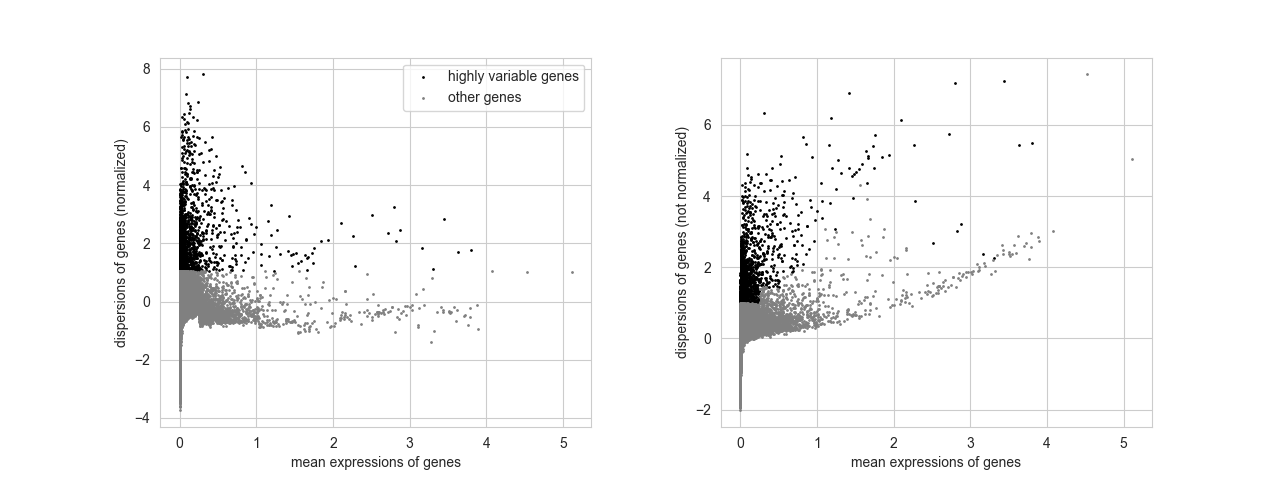 highly variable genes
other genes
dispersions of genes (normalized)
8
6
4
2
0
−2
−4
0 1 2 3 4 5
mean expressions of genes
dispersions of genes (not normalized)
6
4
2
0
−2
0 1 2 3 4 5
mean expressions of genes